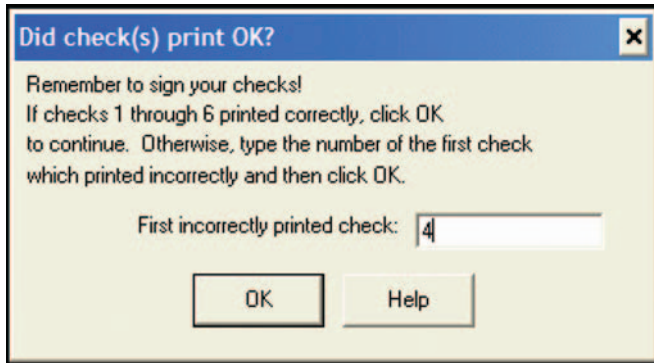 Did check(s) print OK?
Remember to sign your checks!
If checks 1 through 6 printed correctly, click OK
to continue.  Otherwise, type the number of the first check
which printed incorrectly and then click OK.
First incorrectly printed check: 4
OK Help